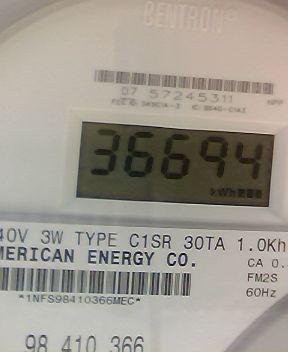 CENTRON®
07 57245311
36694
kWh
40V 3W TYPE C1SR 30TA 1.0Kh
MERICAN ENERGY CO.
CA 0.
FM2S
60Hz
*1NFS98410366MEC*
98 410 366